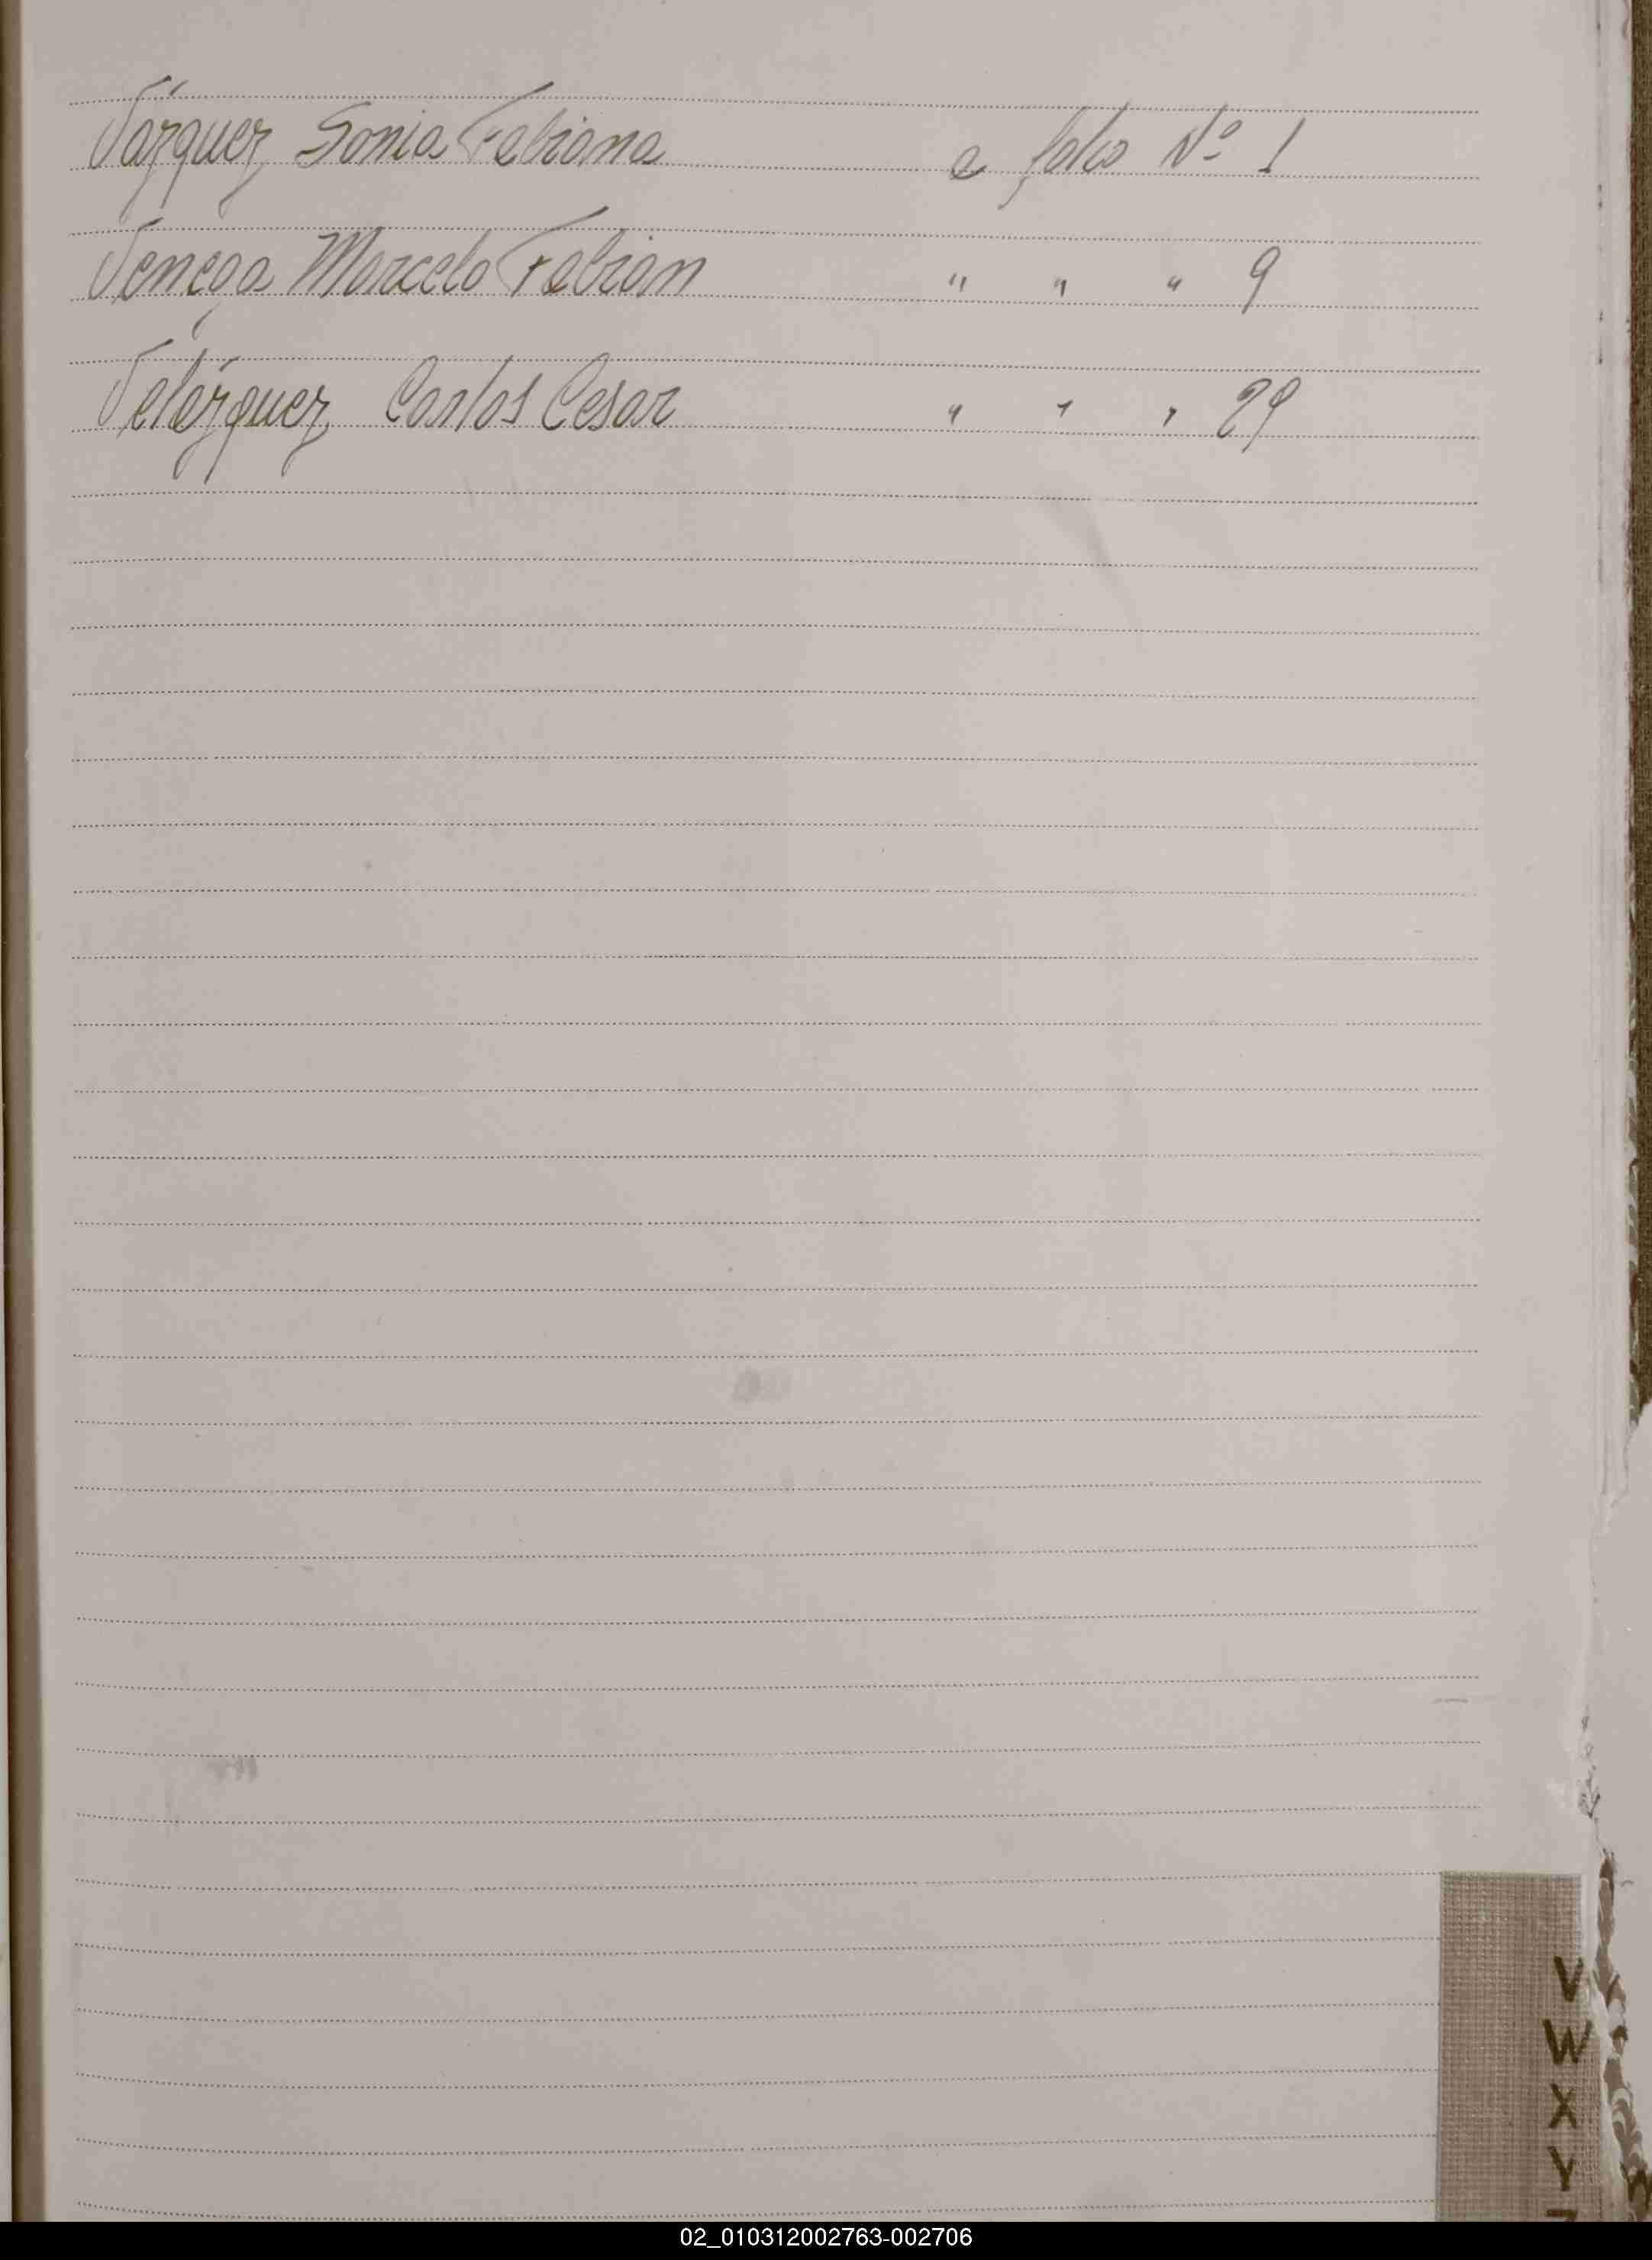 Vázquez Sonia Fabiana a folio Nº 1
Venega Marcelo Fabian " " " 9
Velázquez Carlos Cesar " " " 29
V
W
X
Y
02_010312002763-002706